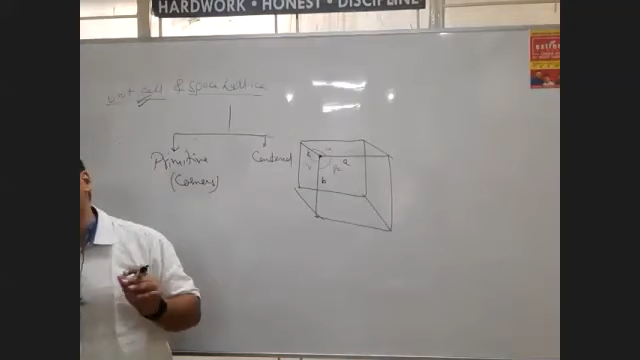 HARDWORK • HONEST • DISCIPLINE
unit cell & space Lattice
Primitive
(Corners)
Centered
a
b